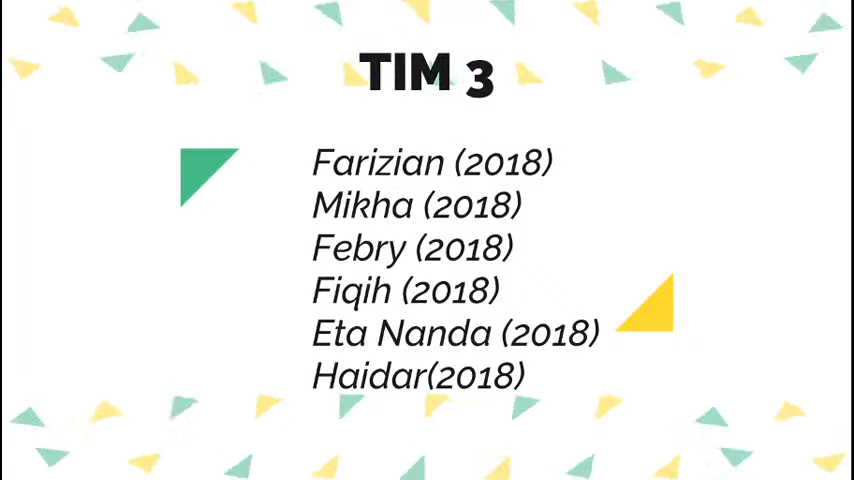 TIM 3
Farizian (2018)
Mikha (2018)
Febry (2018)
Fiqih (2018)
Eta Nanda (2018)
Haidar(2018)